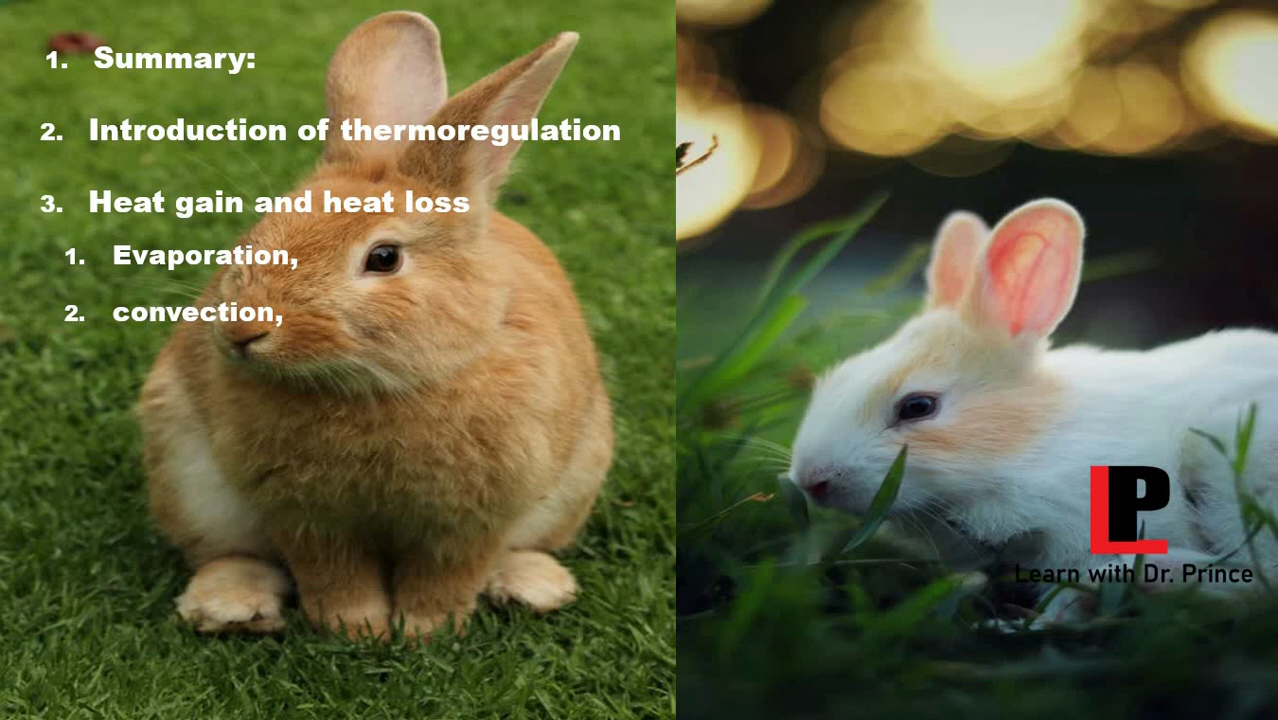 1. Summary:
2. Introduction of thermoregulation
3. Heat gain and heat loss
1. Evaporation,
2. convection,
LP
Learn with Dr. Prince